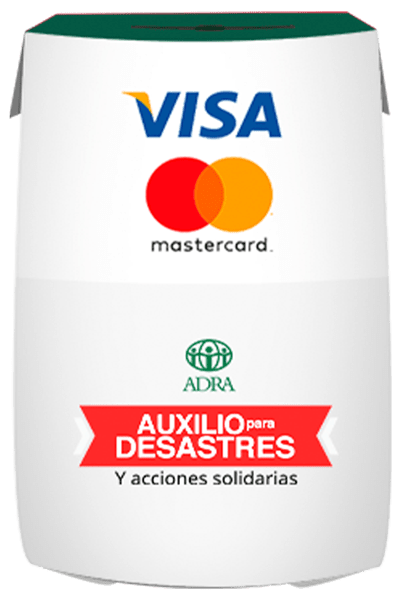 VISA
mastercard.
ADRA
AUXILIO para
DESASTRES
Y acciones solidarias